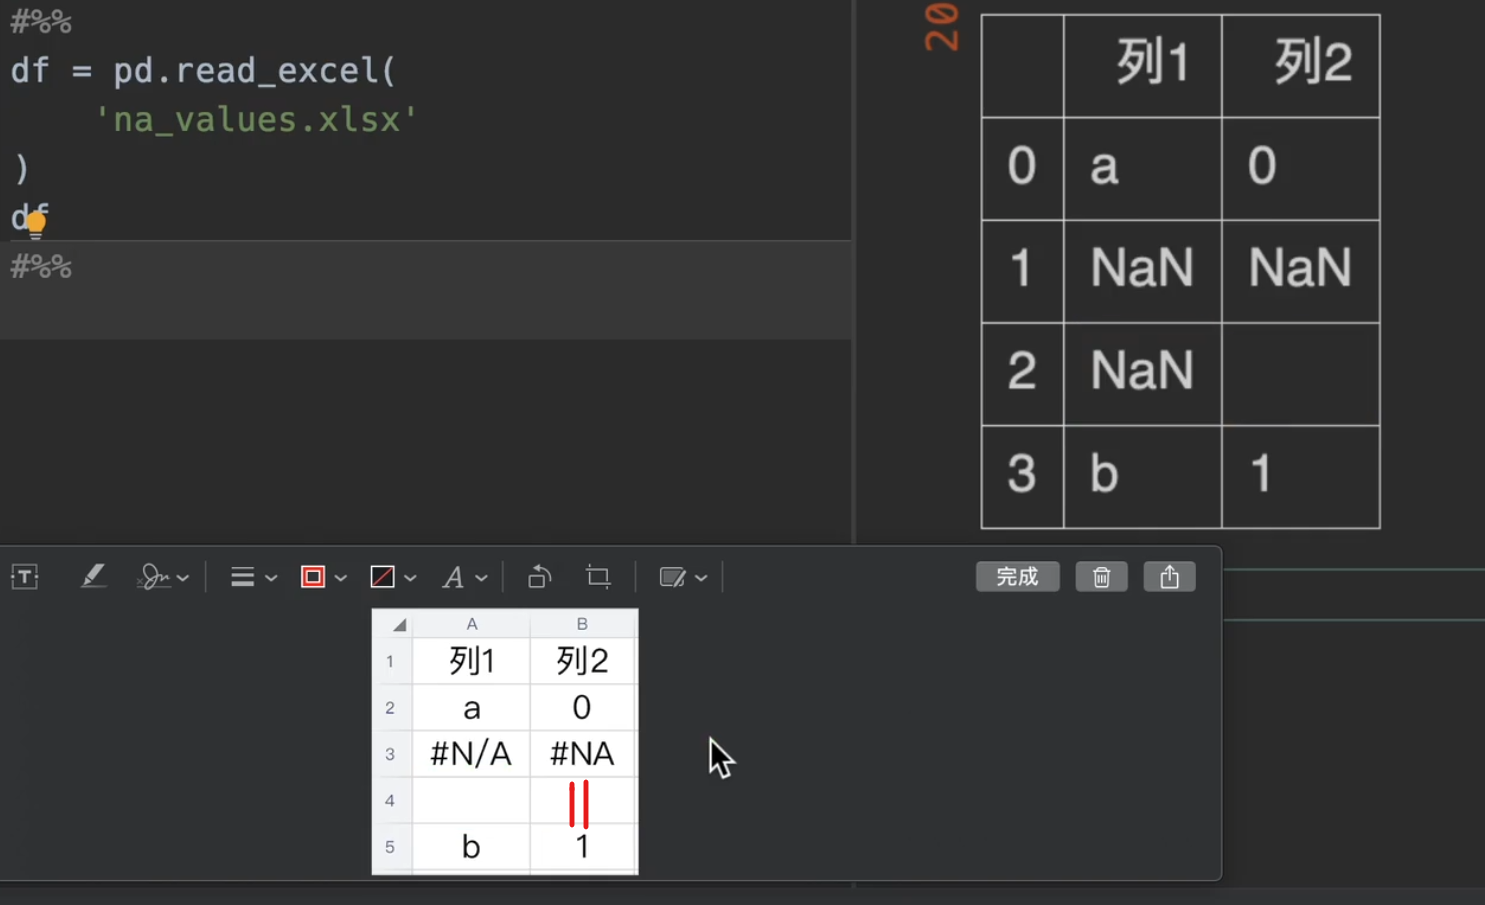 #%%
df = pd.read_excel(
'na_values.xlsx'
)
df
#%%
20
列1 列2
0 a 0
1 NaN NaN
2 NaN
3 b 1
T A 完成
A B
1 列1 列2
2 a 0
3 #N/A #NA
4
5 b 1